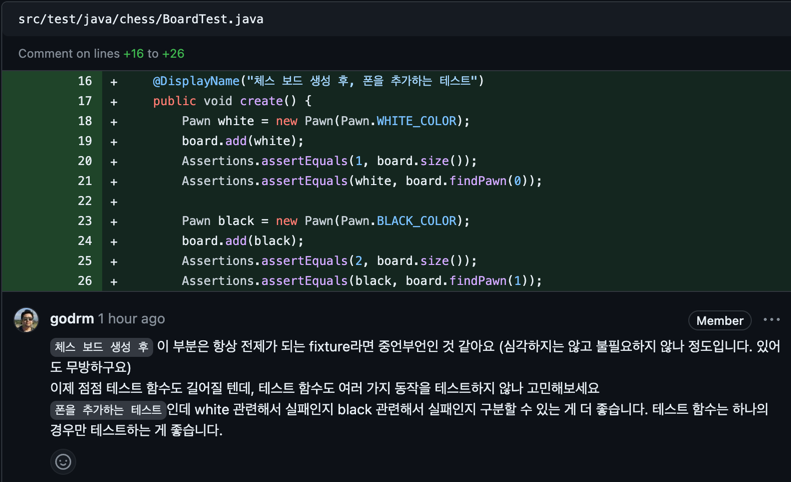 src/test/java/chess/BoardTest.java
Comment on lines +16 to +26
16 + @DisplayName("체스 보드 생성 후, 폰을 추가하는 테스트")
17 + public void create() {
18 + Pawn white = new Pawn(Pawn.WHITE_COLOR);
19 + board.add(white);
20 + Assertions.assertEquals(1, board.size());
21 + Assertions.assertEquals(white, board.findPawn(0));
22 +
23 + Pawn black = new Pawn(Pawn.BLACK_COLOR);
24 + board.add(black);
25 + Assertions.assertEquals(2, board.size());
26 + Assertions.assertEquals(black, board.findPawn(1));
godrm 1 hour ago Member ...
체스 보드 생성 후 이 부분은 항상 전제가 되는 fixture라면 중언부언인 것 같아요 (심각하지는 않고 불필요하지 않나 정도입니다. 있어
도 무방하구요)
이제 점점 테스트 함수도 길어질 텐데, 테스트 함수도 여러 가지 동작을 테스트하지 않나 고민해보세요
폰을 추가하는 테스트인데 white 관련해서 실패인지 black 관련해서 실패인지 구분할 수 있는 게 더 좋습니다. 테스트 함수는 하나의
경우만 테스트하는 게 좋습니다.